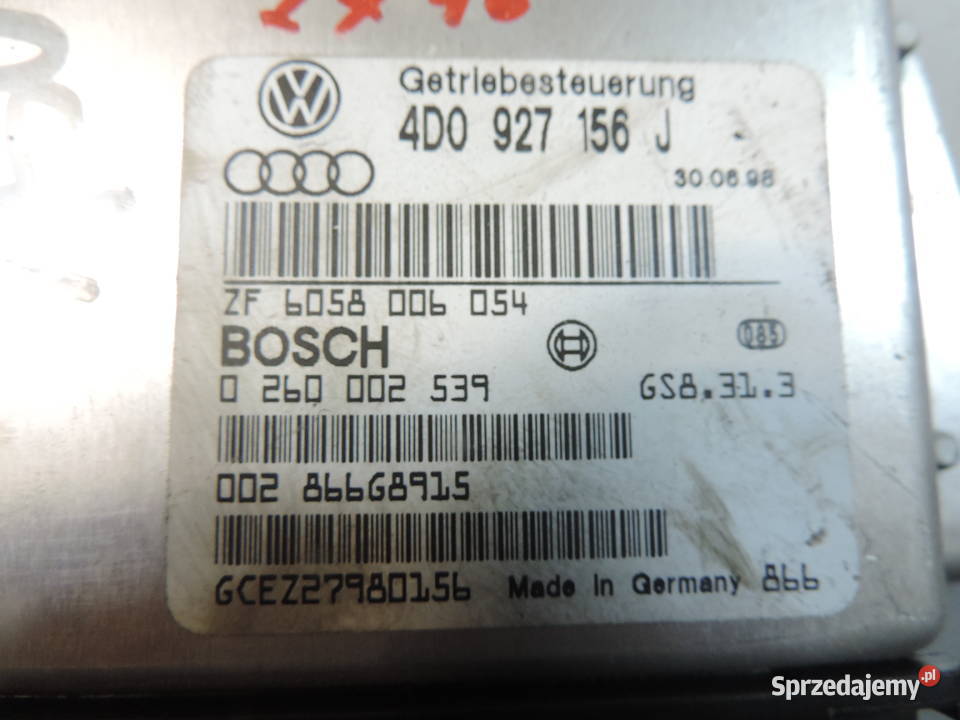 Getriebesteuerung
4D0 927 156 J
30.06.98
ZF 6058 006 054
BOSCH
085
0 260 002 539 GS8.31.3
002 866G8915
GCEZ27980156 Made in Germany 866
Sprzedajemy.pl